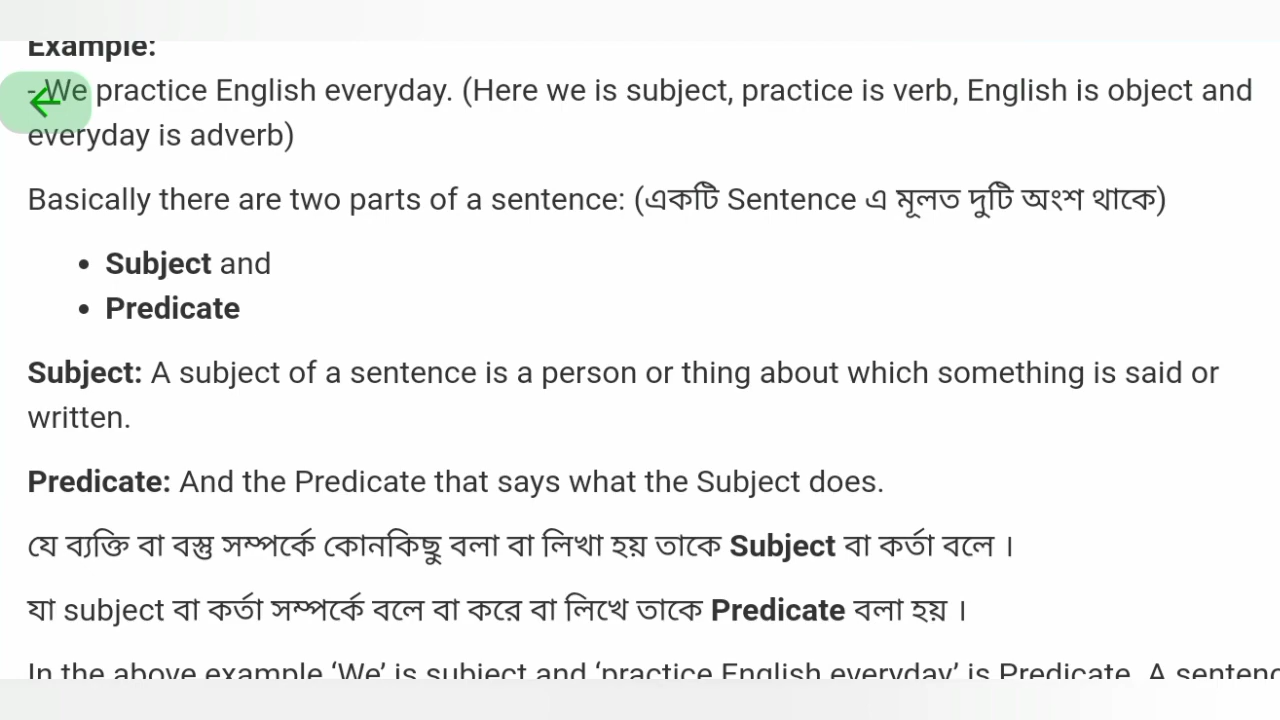 Example:
- We practice English everyday. (Here we is subject, practice is verb, English is object and
everyday is adverb)
Basically there are two parts of a sentence: (একটি Sentence এ মূলত দুটি অংশ থাকে)
• Subject and
• Predicate
Subject: A subject of a sentence is a person or thing about which something is said or
written.
Predicate: And the Predicate that says what the Subject does.
যে ব্যক্তি বা বস্তু সম্পর্কে কোনকিছু বলা বা লিখা হয় তাকে Subject বা কর্তা বলে ।
যা subject বা কর্তা সম্পর্কে বলে বা করে বা লিখে তাকে Predicate বলা হয় ।
In the above example ‘We’ is subject and ‘practice English everyday’ is Predicate. A sentenc